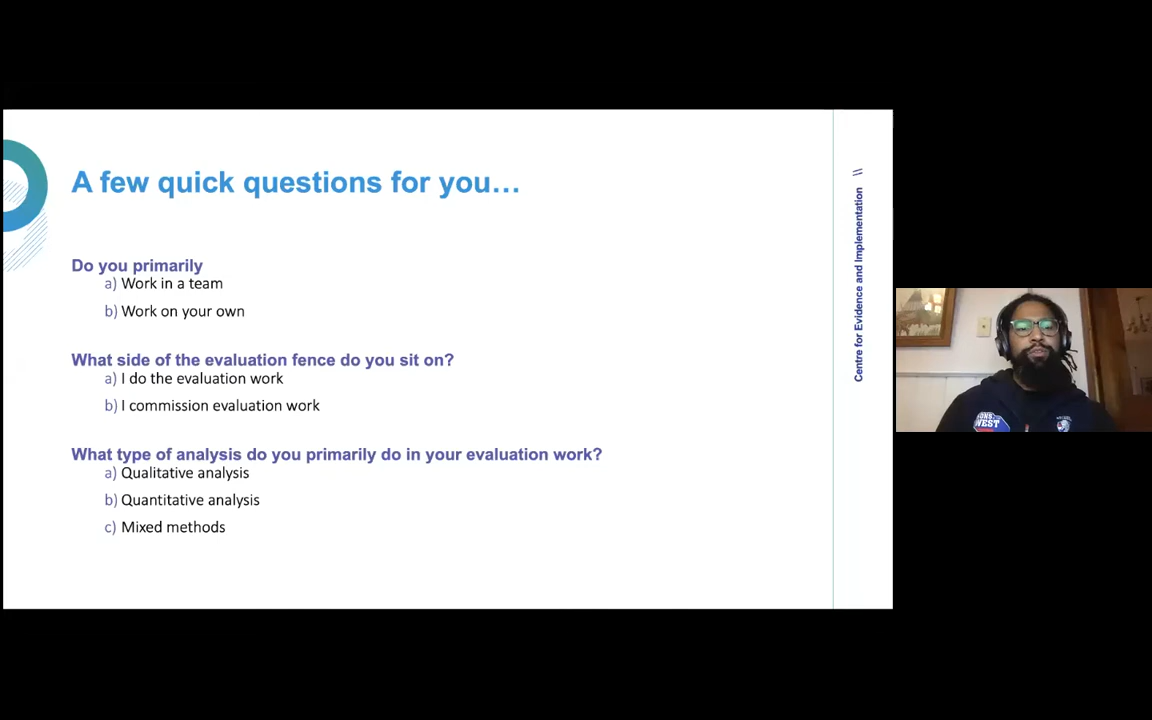 A few quick questions for you…
Do you primarily
a) Work in a team
b) Work on your own
What side of the evaluation fence do you sit on?
a) I do the evaluation work
b) I commission evaluation work
What type of analysis do you primarily do in your evaluation work?
a) Qualitative analysis
b) Quantitative analysis
c) Mixed methods
Centre for Evidence and Implementation \\
WEST